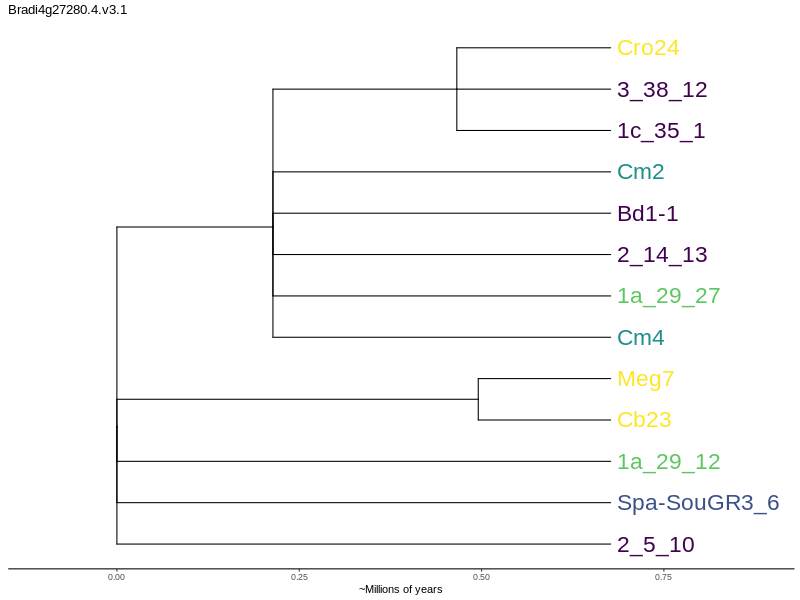 Bradi4g27280.4.v3.1
Cro24
3_38_12
1c_35_1
Cm2
Bd1-1
2_14_13
1a_29_27
Cm4
Meg7
Cb23
1a_29_12
Spa-SouGR3_6
2_5_10
0.00 0.25 0.50 0.75
~Millions of years